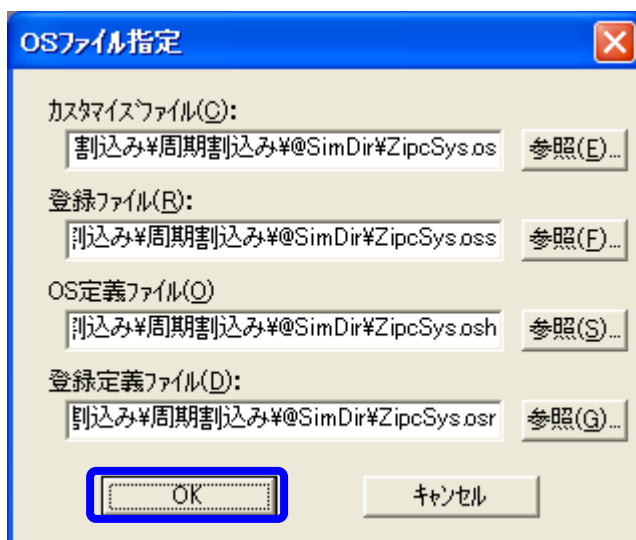 OSファイル指定
カスタマイズファイル(C):
割込み¥周期割込み¥@SimDir¥ZipcSys.os 参照(E)...
登録ファイル(R):
込み¥周期割込み¥@SimDir¥ZipcSys.oss 参照(F)...
OS定義ファイル(O)
込み¥周期割込み¥@SimDir¥ZipcSys.osh 参照(S)...
登録定義ファイル(D):
割込み¥周期割込み¥@SimDir¥ZipcSys.osr 参照(G)...
OK キャンセル